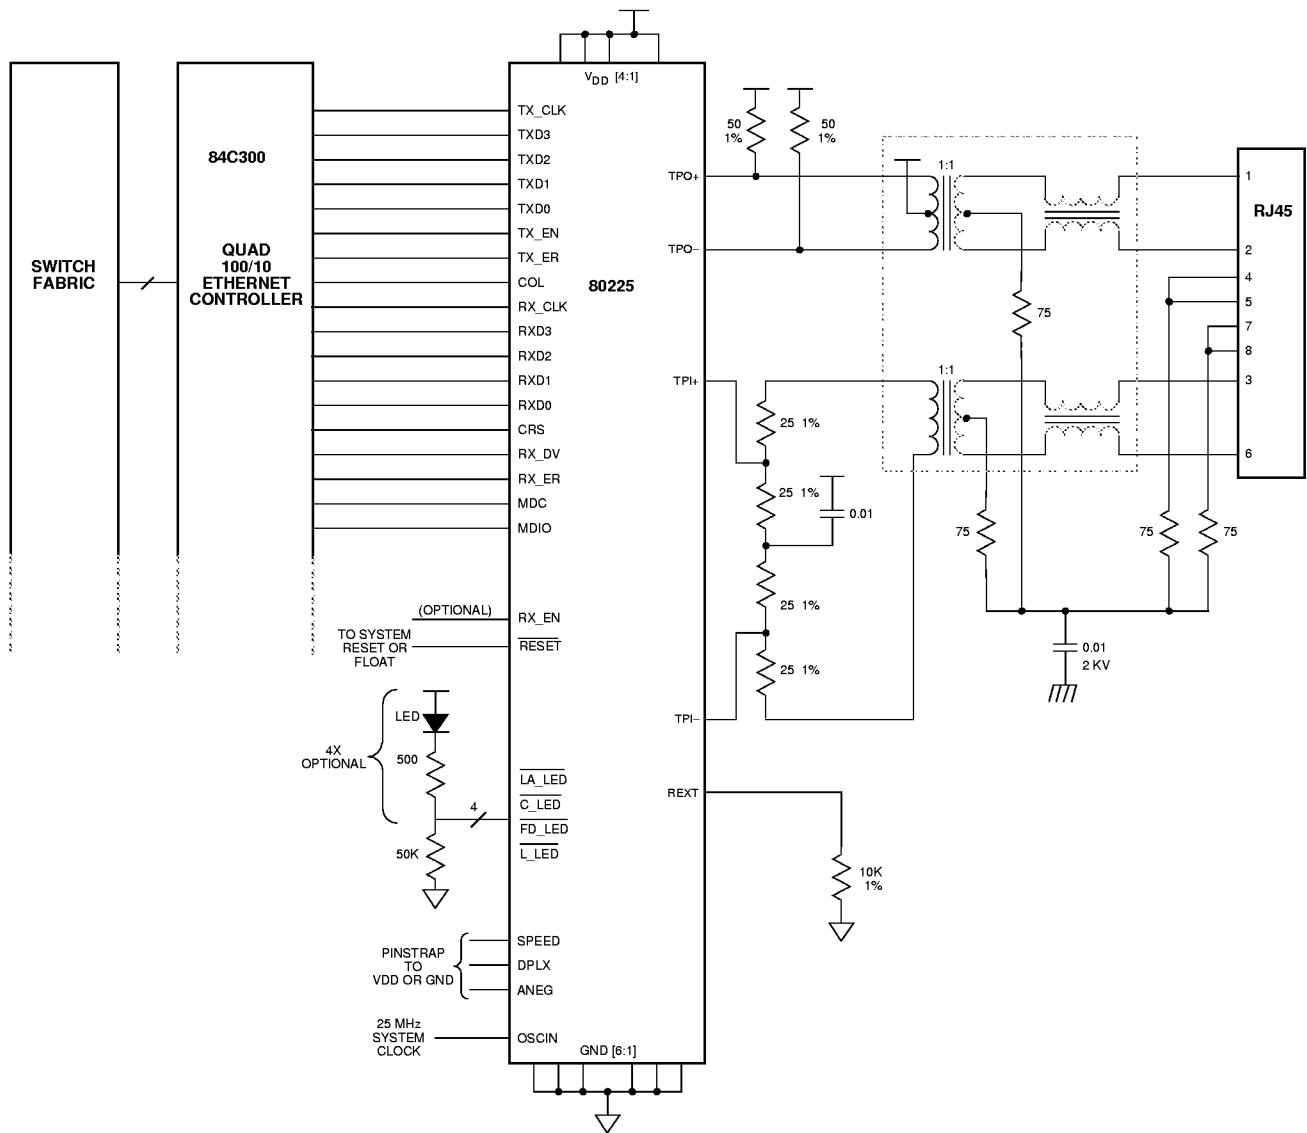 V_DD [4:1]
84C300
QUAD
100/10
ETHERNET
CONTROLLER
SWITCH
FABRIC
80225
TX_CLK
TXD3
TXD2
TXD1
TXD0
TX_EN
TX_ER
COL
RX_CLK
RXD3
RXD2
RXD1
RXD0
CRS
RX_DV
RX_ER
MDC
MDIO
(OPTIONAL)
RX_EN
TO SYSTEM
RESET OR
FLOAT
RESET
LED
4X
OPTIONAL
500
4
50K
LA_LED
C_LED
FD_LED
L_LED
PINSTRAP
TO
VDD OR GND
SPEED
DPLX
ANEG
25 MHz
SYSTEM
CLOCK
OSCIN
GND [6:1]
TPO+
TPO–
TPI+
TPI–
REXT
50
1%
50
1%
1:1
75
1:1
25 1%
25 1%
0.01
25 1%
25 1%
10K
1%
75
75
75
0.01
2 KV
RJ45
1
2
4
5
7
8
3
6